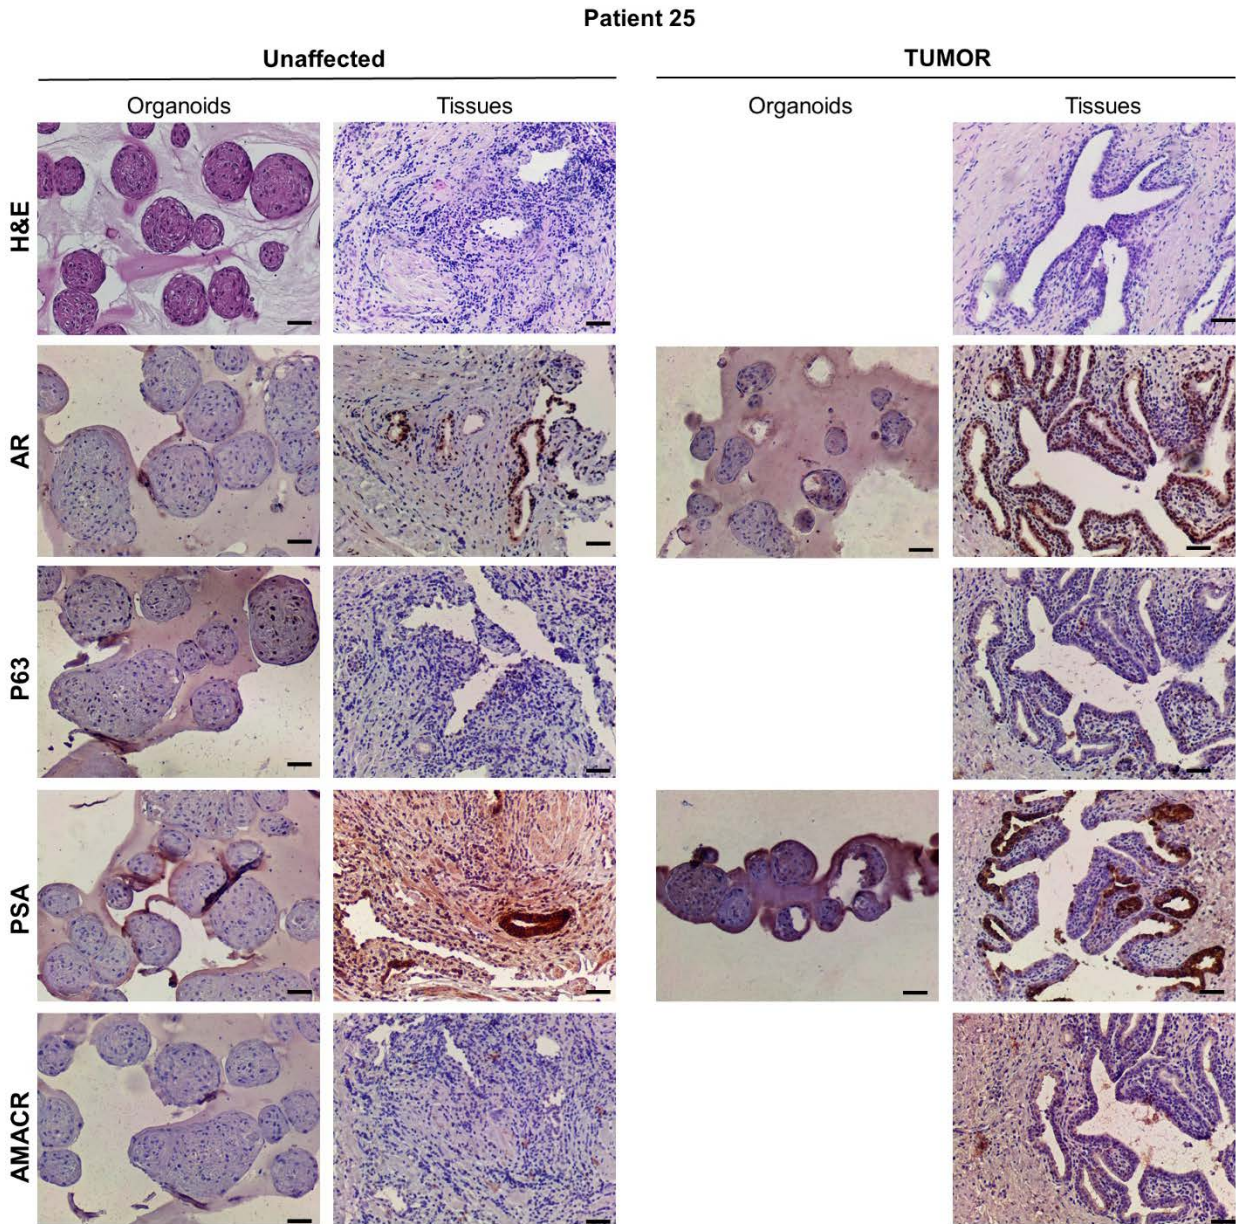 Patient 25
Unaffected
TUMOR
Organoids
Tissues
Organoids
Tissues
H&E
AR
P63
PSA
AMACR